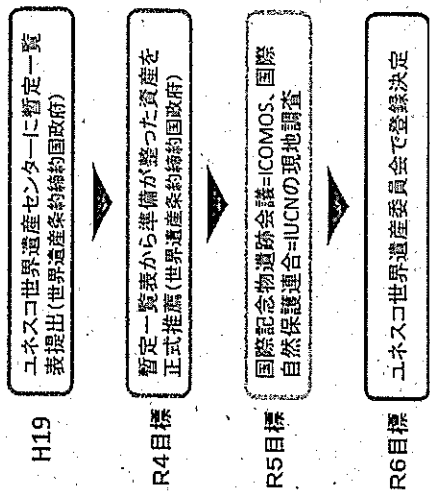 H19
ユネスコ世界遺産センターに暫定一覧
表提出(世界遺産条約締約国政府)
R4目標
暫定一覧表から準備が整った資産を
正式推薦(世界遺産条約締約国政府)
R5目標
国際記念物遺跡会議=ICOMOS、国際
自然保護連合=IUCNの現地調査
R6目標
ユネスコ世界遺産委員会で登録決定